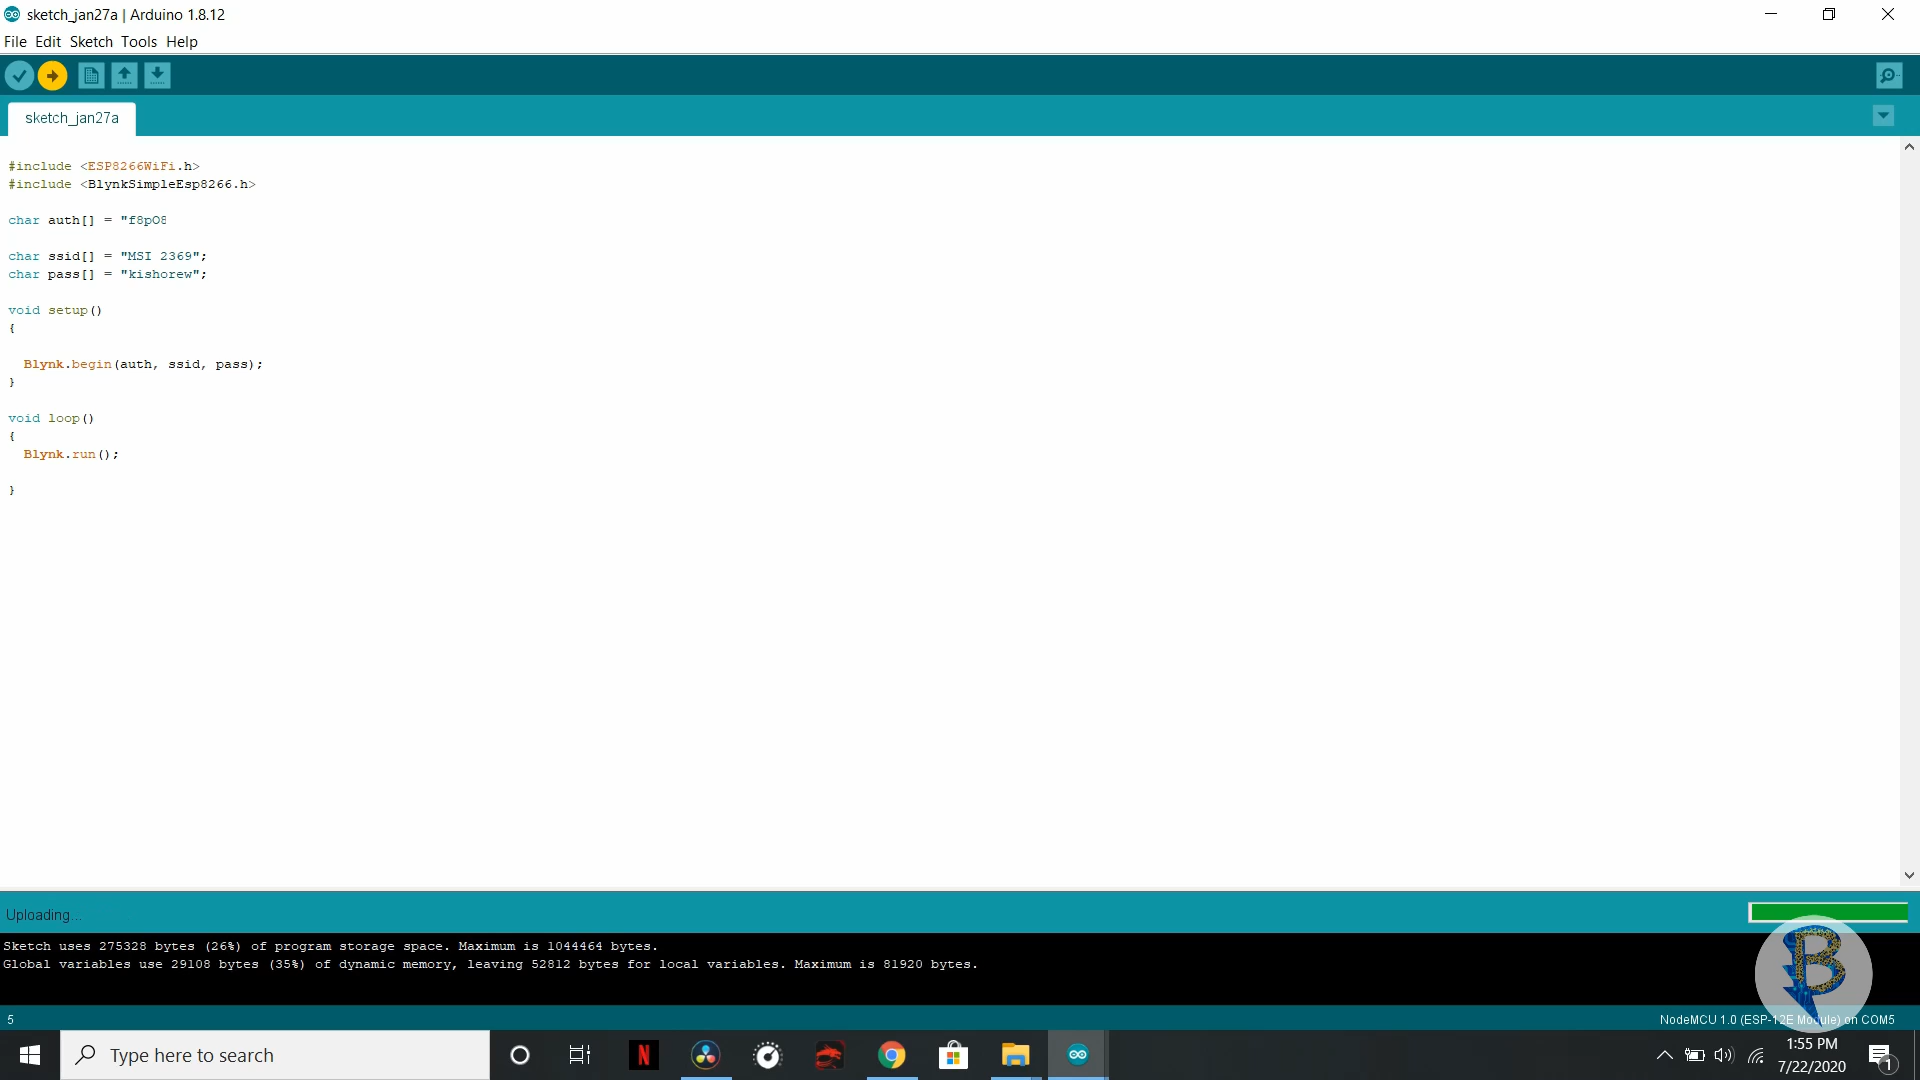 sketch_jan27a | Arduino 1.8.12
File Edit Sketch Tools Help
sketch_jan27a
#include <ESP8266WiFi.h>
#include <BlynkSimpleEsp8266.h>
char auth[] = "f8pO8
char ssid[] = "MSI 2369";
char pass[] = "kishorew";
void setup()
{
Blynk.begin(auth, ssid, pass);
}
void loop()
{
Blynk.run();
}
Uploading...
Sketch uses 275328 bytes (26%) of program storage space. Maximum is 1044464 bytes.
Global variables use 29108 bytes (35%) of dynamic memory, leaving 52812 bytes for local variables. Maximum is 81920 bytes.
5
NodeMCU 1.0 (ESP-12E Module) on COM5
B
Type here to search
N
1:55 PM
7/22/2020
1